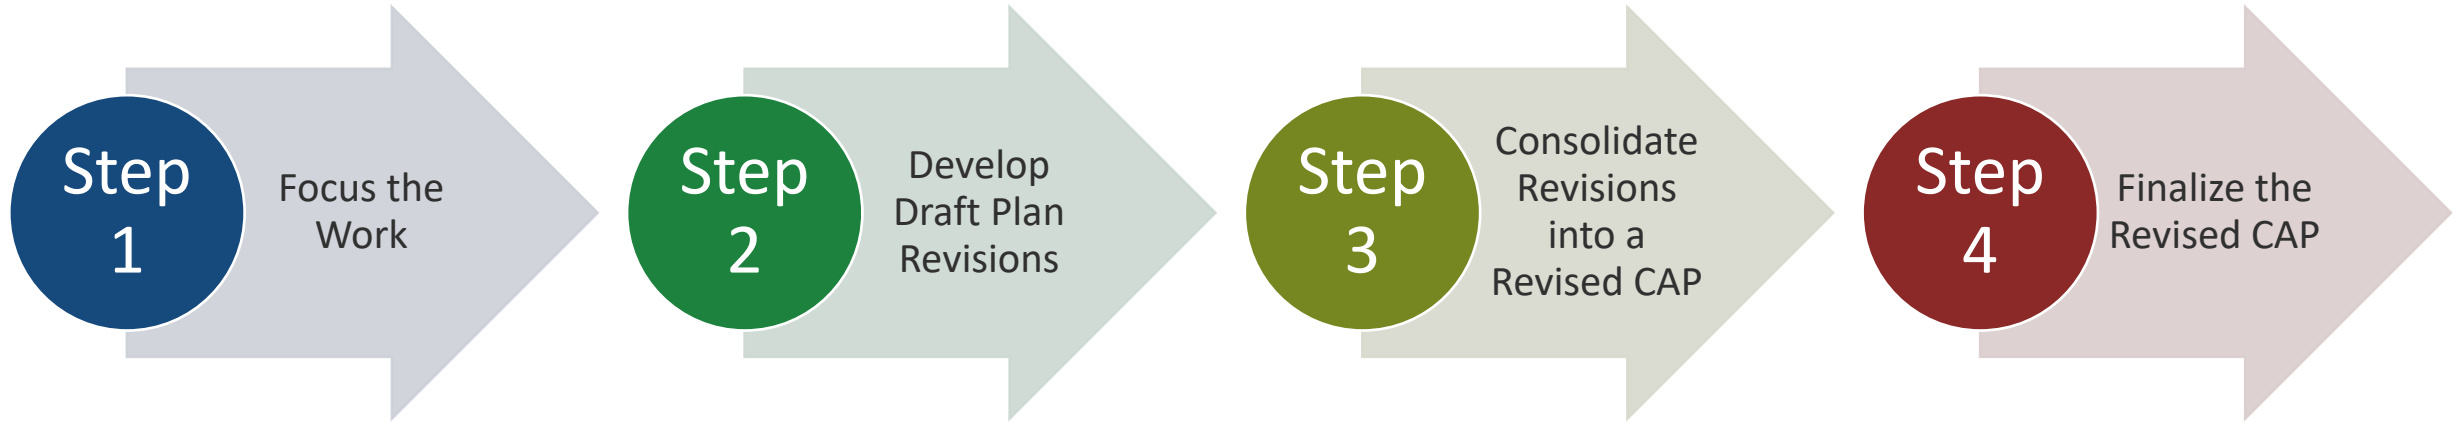 Step
1
Focus the
Work
Step
2
Develop
Draft Plan
Revisions
Step
3
Consolidate
Revisions
into a
Revised CAP
Step
4
Finalize the
Revised CAP